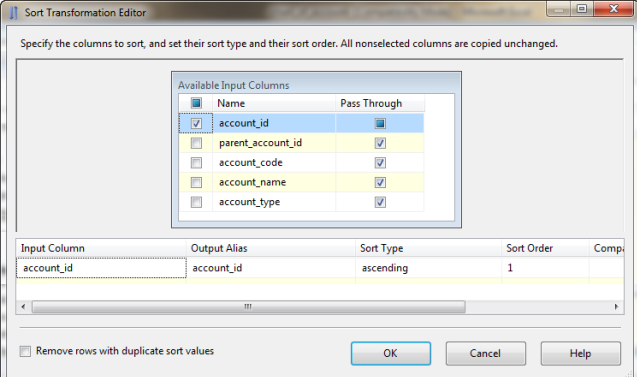 Sort Transformation Editor
Specify the columns to sort, and set their sort type and their sort order. All nonselected columns are copied unchanged.
Available Input Columns
Name Pass Through
account_id
parent_account_id
account_code
account_name
account_type
Input Column Output Alias Sort Type Sort Order Compa
account_id account_id ascending 1
Remove rows with duplicate sort values
OK Cancel Help